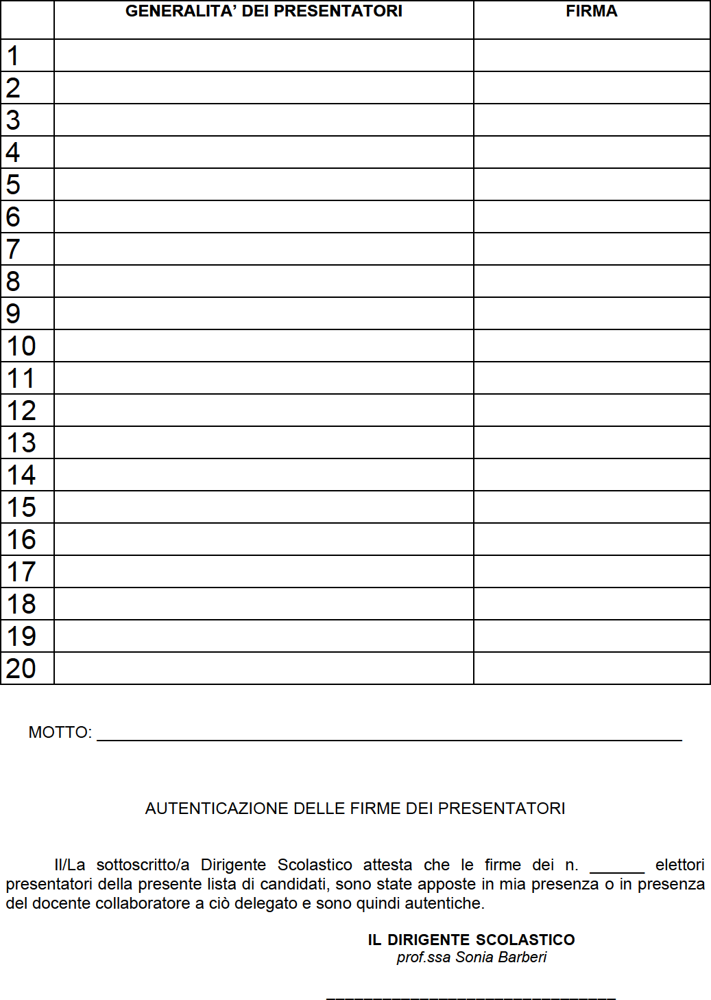 GENERALITA’ DEI PRESENTATORI FIRMA
1
2
3
4
5
6
7
8
9
10
11
12
13
14
15
16
17
18
19
20
MOTTO: ________________________________________________________________
AUTENTICAZIONE DELLE FIRME DEI PRESENTATORI
Il/La sottoscritto/a Dirigente Scolastico attesta che le firme dei n. ______ elettori
presentatori della presente lista di candidati, sono state apposte in mia presenza o in presenza
del docente collaboratore a ciò delegato e sono quindi autentiche.
IL DIRIGENTE SCOLASTICO
prof.ssa Sonia Barberi
________________________________